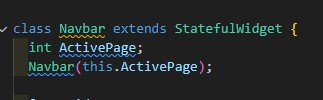 class Navbar extends StatefulWidget {
int ActivePage;
Navbar(this.ActivePage);